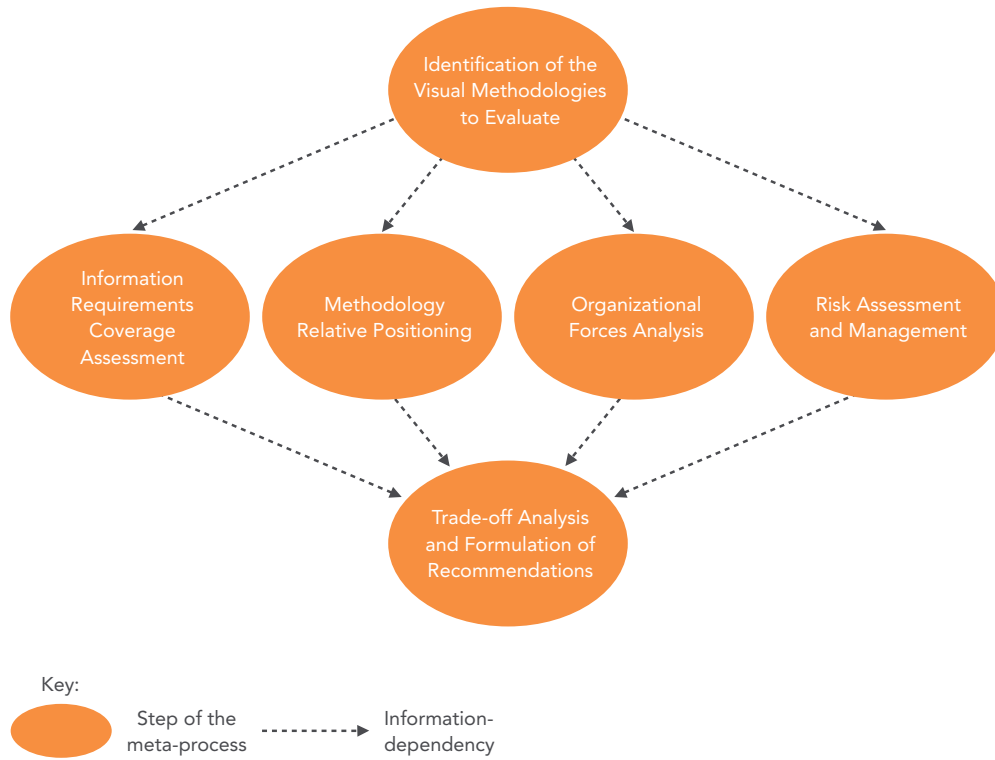 Identification of the
Visual Methodologies
to Evaluate
Information
Requirements
Coverage
Assessment
Methodology
Relative Positioning
Organizational
Forces Analysis
Risk Assessment
and Management
Trade-off Analysis
and Formulation of
Recommendations
Key:
Step of the
meta-process
Information-
dependency